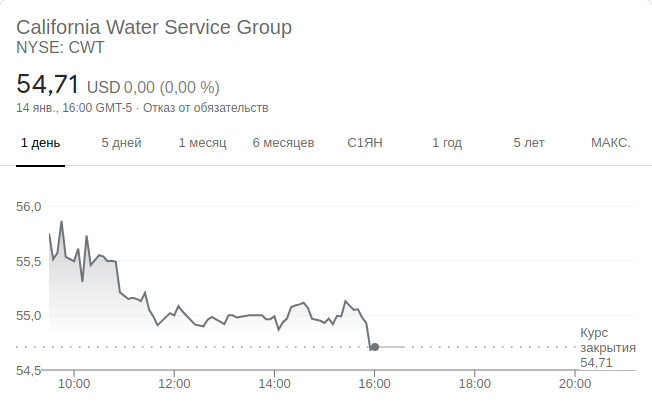 California Water Service Group
NYSE: CWT
54,71 USD 0,00 (0,00 %)
14 янв., 16:00 GMT-5 · Отказ от обязательств
1 день 5 дней 1 месяц 6 месяцев С1ЯН 1 год 5 лет МАКС.
56,0
55,5
55,0
Курс
закрытия
54,71
54,5
10:00 12:00 14:00 16:00 18:00 20:00